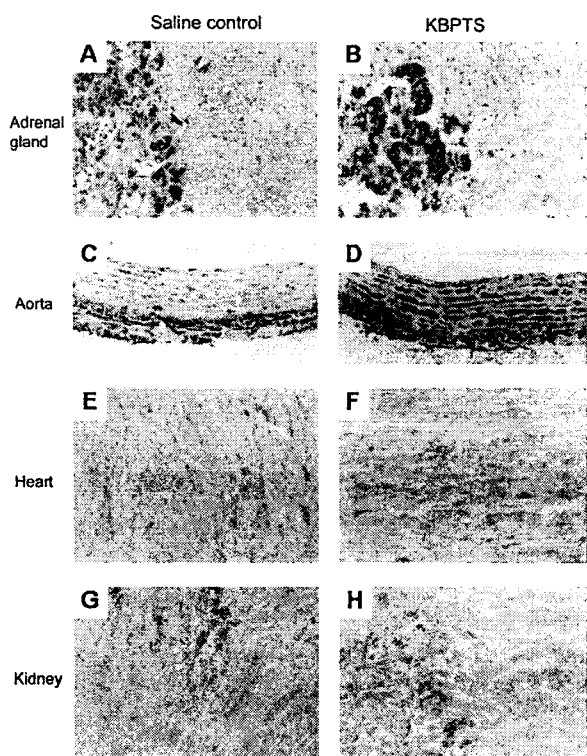 Saline control KBPTS
A B
Adrenal
gland
C D
Aorta
E F
Heart
G H
Kidney